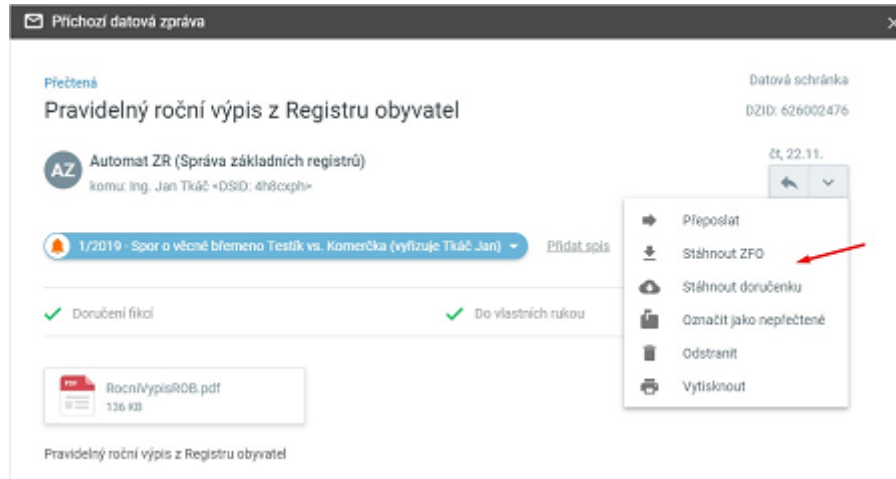 Příchozí datová zpráva
Přečtená
Datová schránka
Pravidelný roční výpis z Registru obyvatel
DZID: 626002476
čt, 22.11.
AZ
Automat ZR (Správa základních registrů)
komu: Ing. Jan Tkáč <DSID: 4h8cxph>
1/2019 - Spor o věcné břemeno Testík vs. Komerčka (vyřizuje Tkáč Jan)
Přidat spis
Přeposlat
Stáhnout ZFO
Stáhnout doručenku
Označit jako nepřečtené
Odstranit
Vytisknout
Doručení fikcí
Do vlastních rukou
PDF
RocniVypisROB.pdf
136 KB
Pravidelný roční výpis z Registru obyvatel